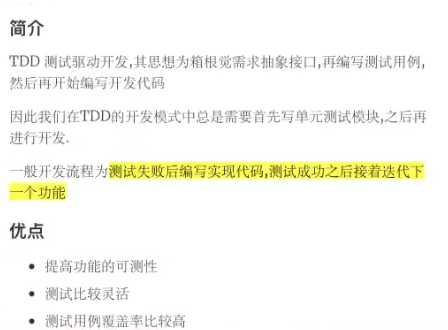 简介
TDD 测试驱动开发,其思想为箱根觉需求抽象接口,再编写测试用例,
然后再开始编写开发代码
因此我们在TDD的开发模式中总是需要首先写单元测试模块,之后再
进行开发.
一般开发流程为测试失败后编写实现代码,测试成功之后接着迭代下
一个功能
优点
提高功能的可测性
测试比较灵活
测试用例覆盖率比较高